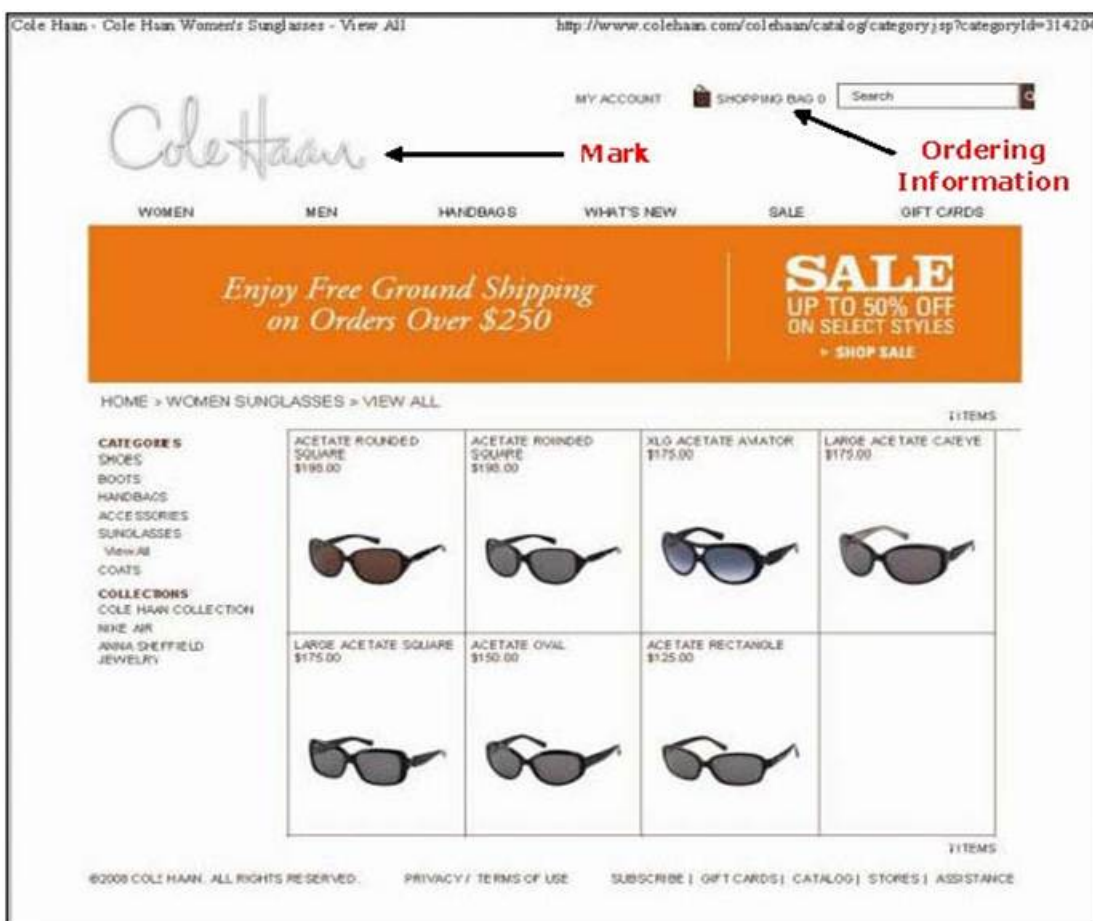 Cole Haan - Cole Haan Women's Sunglasses - View All http://www.colehaan.com/colehaan/catalog/category.jsp?categoryId=314204
MY ACCOUNT SHOPPING BAG 0 Search
Cole Haan
Mark
Ordering
Information
WOMEN MEN HANDBAGS WHAT'S NEW SALE GIFT CARDS
Enjoy Free Ground Shipping
on Orders Over $250
SALE
UP TO 50% OFF
ON SELECT STYLES
SHOP SALE
HOME > WOMEN SUNGLASSES > VIEW ALL
7 ITEMS
CATEGORIES
SHOES
BOOTS
HANDBAGS
ACCESSORIES
SUNGLASSES
View All
COATS
COLLECTIONS
COLE HAAN COLLECTION
NIKE AIR
ANNA SHEFFIELD
JEWELRY
ACETATE ROUNDED
SQUARE
$198.00
ACETATE ROUNDED
SQUARE
$198.00
XLG ACETATE AVIATOR
$175.00
LARGE ACETATE CATEYE
$175.00
LARGE ACETATE SQUARE
$175.00
ACETATE OVAL
$150.00
ACETATE RECTANGLE
$125.00
7 ITEMS
©2008 COLE HAAN. ALL RIGHTS RESERVED. PRIVACY / TERMS OF USE SUBSCRIBE | GIFT CARDS | CATALOG | STORES | ASSISTANCE